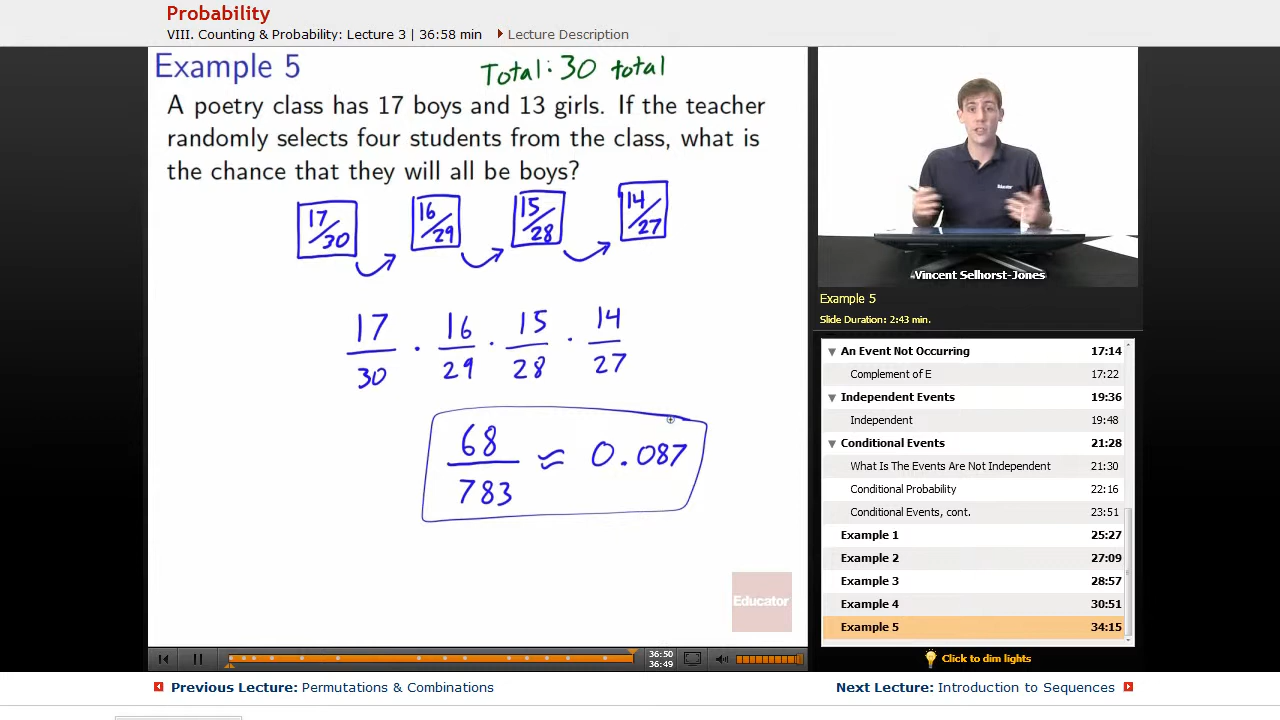 Probability
VIII. Counting & Probability: Lecture 3 | 36:58 min Lecture Description
Example 5
Total: 30 total
A poetry class has 17 boys and 13 girls. If the teacher
randomly selects four students from the class, what is
the chance that they will all be boys?
17/30 16/29 15/28 14/27
17/30 · 16/29 · 15/28 · 14/27
68/783 ≈ 0.087
Educator
36:50
36:49
Educator
Vincent Selhorst-Jones
Example 5
Slide Duration: 2:43 min.
An Event Not Occurring 17:14
Complement of E 17:22
Independent Events 19:36
Independent 19:48
Conditional Events 21:28
What Is The Events Are Not Independent 21:30
Conditional Probability 22:16
Conditional Events, cont. 23:51
Example 1 25:27
Example 2 27:09
Example 3 28:57
Example 4 30:51
Example 5 34:15
Click to dim lights
Previous Lecture: Permutations & Combinations
Next Lecture: Introduction to Sequences